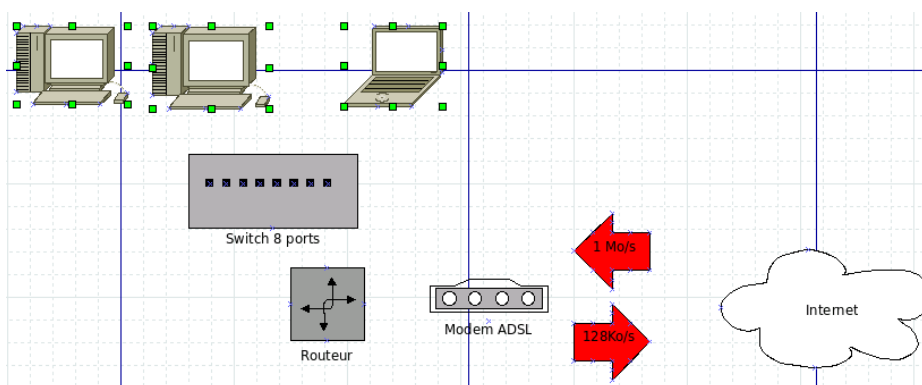 Switch 8 ports
1 Mo/s
Internet
Modem ADSL
128Ko/s
Routeur